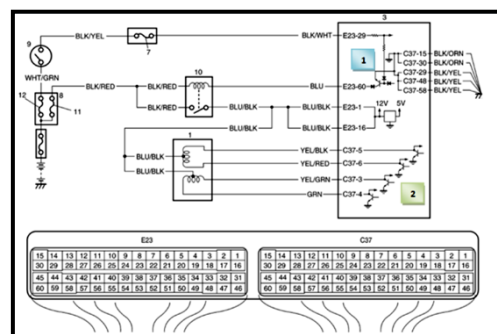 BLK/YEL
7
9
WHT/GRN
12
8
11
BLK/RED
BLK/RED
BLK/RED
10
BLU/BLK
BLU/BLK
BLU/BLK
BLU/BLK
BLU/BLK
BLU/BLK
BLU/BLK
1
BLK/WHT
BLU
YEL/BLK
YEL/RED
YEL/GRN
GRN
3
E23-29
E23-60
E23-1
E23-16
C37-5
C37-6
C37-3
C37-4
1
12V
5V
2
C37-15 BLK/ORN
C37-30 BLK/ORN
C37-29 BLK/YEL
C37-48 BLK/YEL
C37-58 BLK/YEL
E23
C37
15 14 13 12 11 10 9 8 7 6 5 4 3 2 1
30 29 28 27 26 25 24 23 22 21 20 19 18 17 16
45 44 43 42 41 40 39 38 37 36 35 34 33 32 31
60 59 58 57 56 55 54 53 52 51 50 49 48 47 46
15 14 13 12 11 10 9 8 7 6 5 4 3 2 1
30 29 28 27 26 25 24 23 22 21 20 19 18 17 16
45 44 43 42 41 40 39 38 37 36 35 34 33 32 31
60 59 58 57 56 55 54 53 52 51 50 49 48 47 46